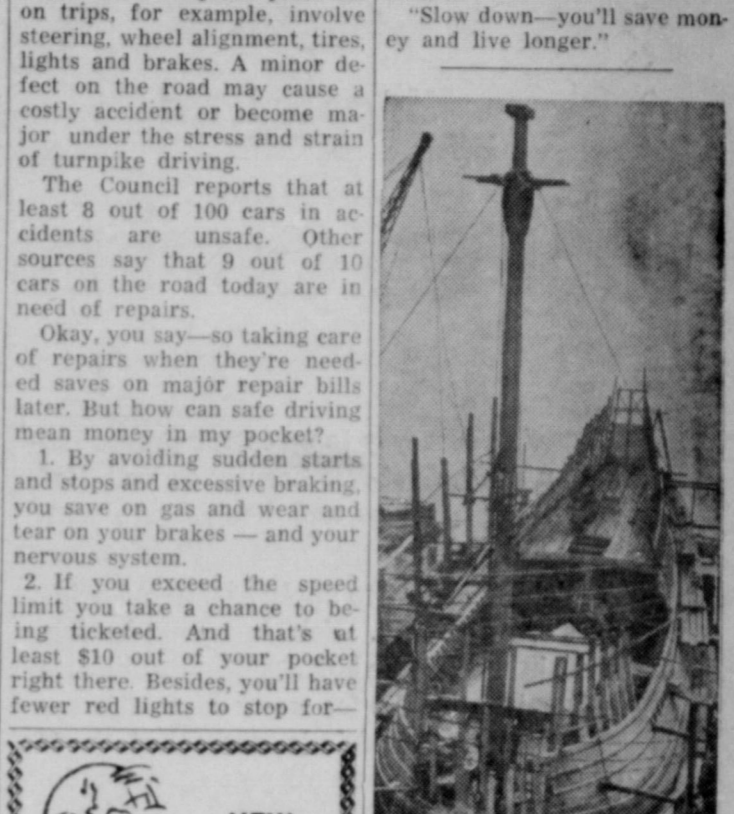 on trips, for example, involve
steering, wheel alignment, tires,
lights and brakes. A minor de-
fect on the road may cause a
costly accident or become ma-
jor under the stress and strain
of turnpike driving.
The Council reports that at
least 8 out of 100 cars in ac-
cidents are unsafe. Other
sources say that 9 out of 10
cars on the road today are in
need of repairs.
Okay, you say—so taking care
of repairs when they're need-
ed saves on major repair bills
later. But how can safe driving
mean money in my pocket?
1. By avoiding sudden starts
and stops and excessive braking,
you save on gas and wear and
tear on your brakes — and your
nervous system.
2. If you exceed the speed
limit you take a chance to be-
ing ticketed. And that's at
least $10 out of your pocket
right there. Besides, you'll have
fewer red lights to stop for—
"Slow down—you'll save mon-
ey and live longer."